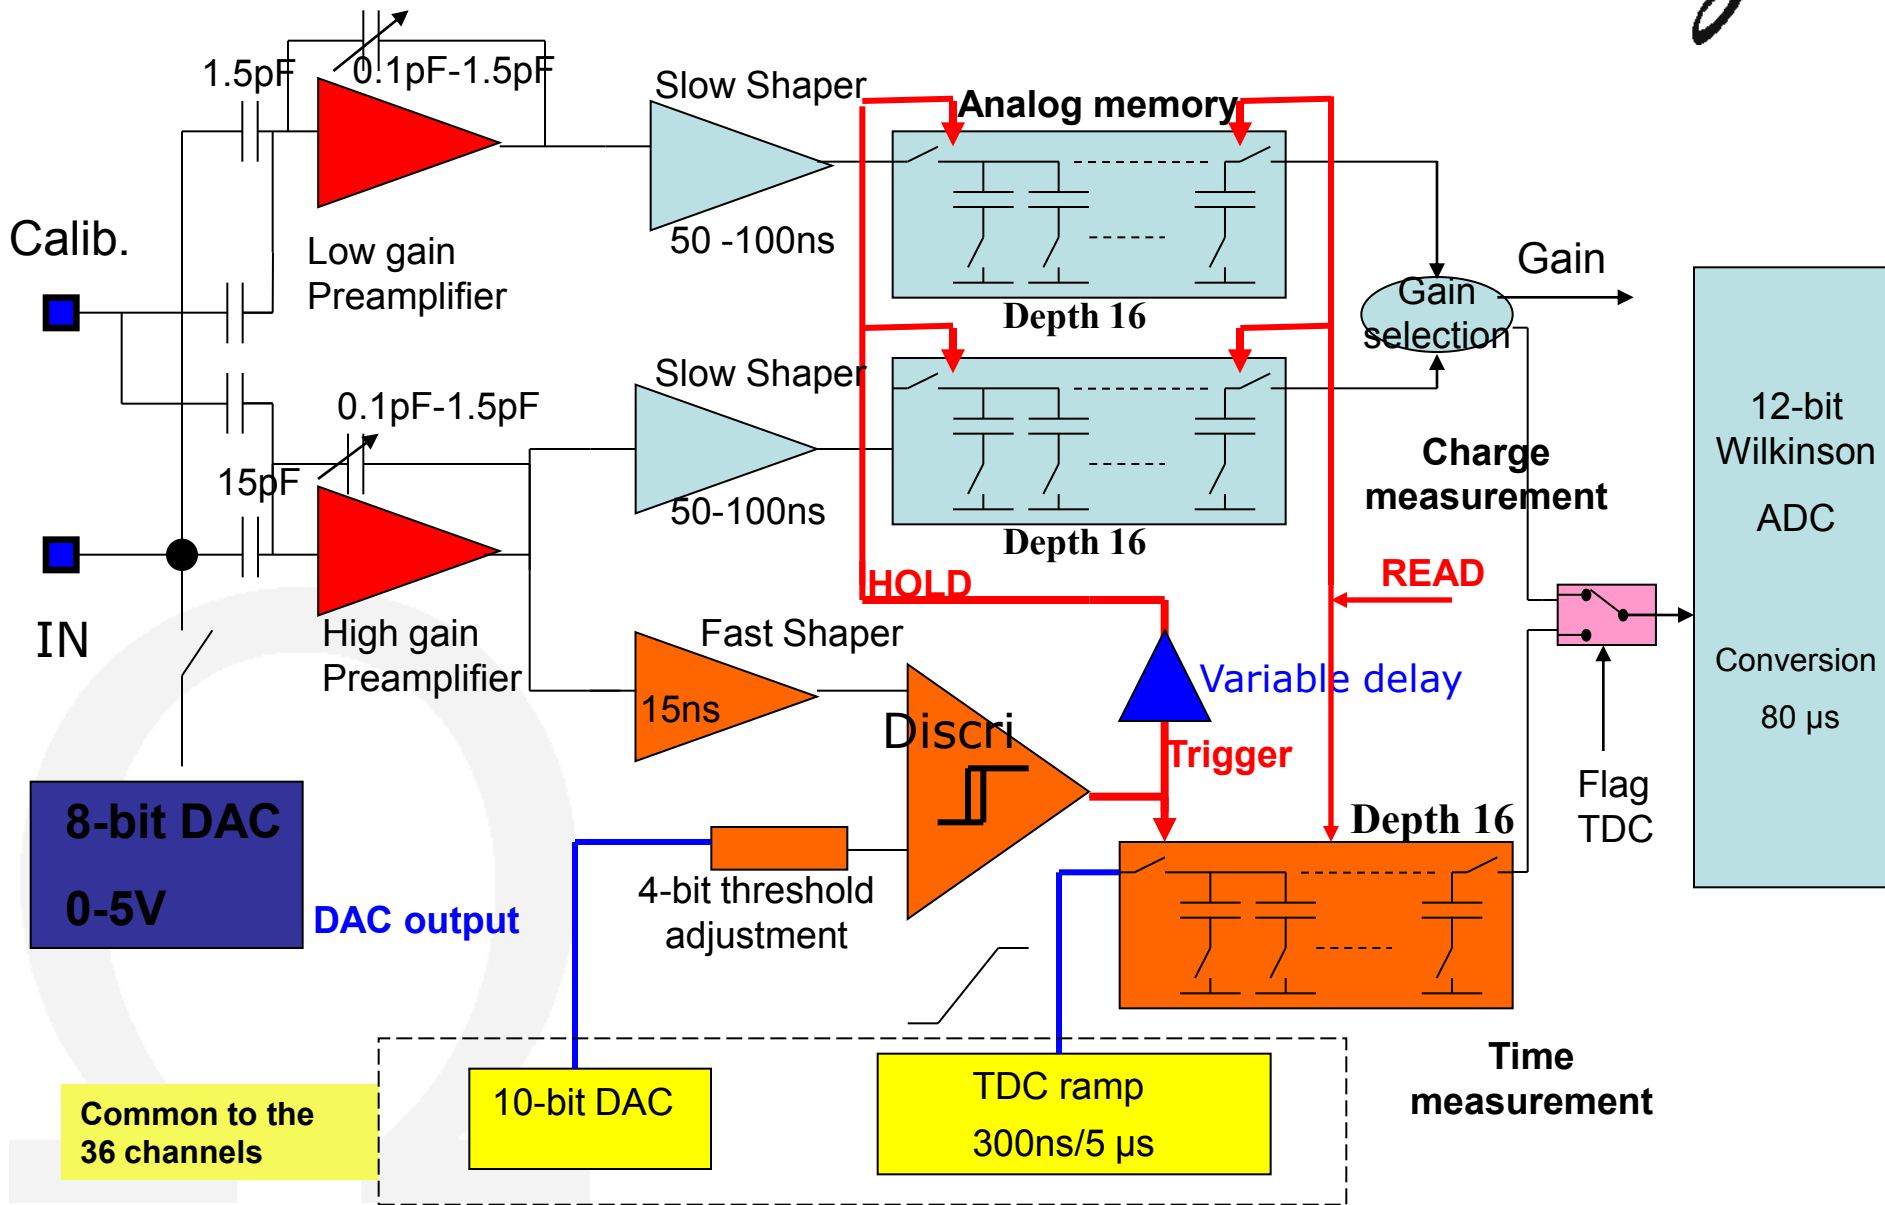 1.5pF
0.1pF-1.5pF
Slow Shaper
Analog memory
Calib.
Low gain
Preamplifier
50 -100ns
Depth 16
Gain
selection
Gain
Slow Shaper
0.1pF-1.5pF
15pF
50-100ns
Depth 16
Charge
measurement
12-bit
Wilkinson
ADC
Conversion
80 µs
HOLD
READ
IN
High gain
Preamplifier
Fast Shaper
15ns
Discri
Variable delay
Trigger
Flag
TDC
8-bit DAC
0-5V
DAC output
4-bit threshold
adjustment
Depth 16
Time
measurement
Common to the
36 channels
10-bit DAC
TDC ramp
300ns/5 µs